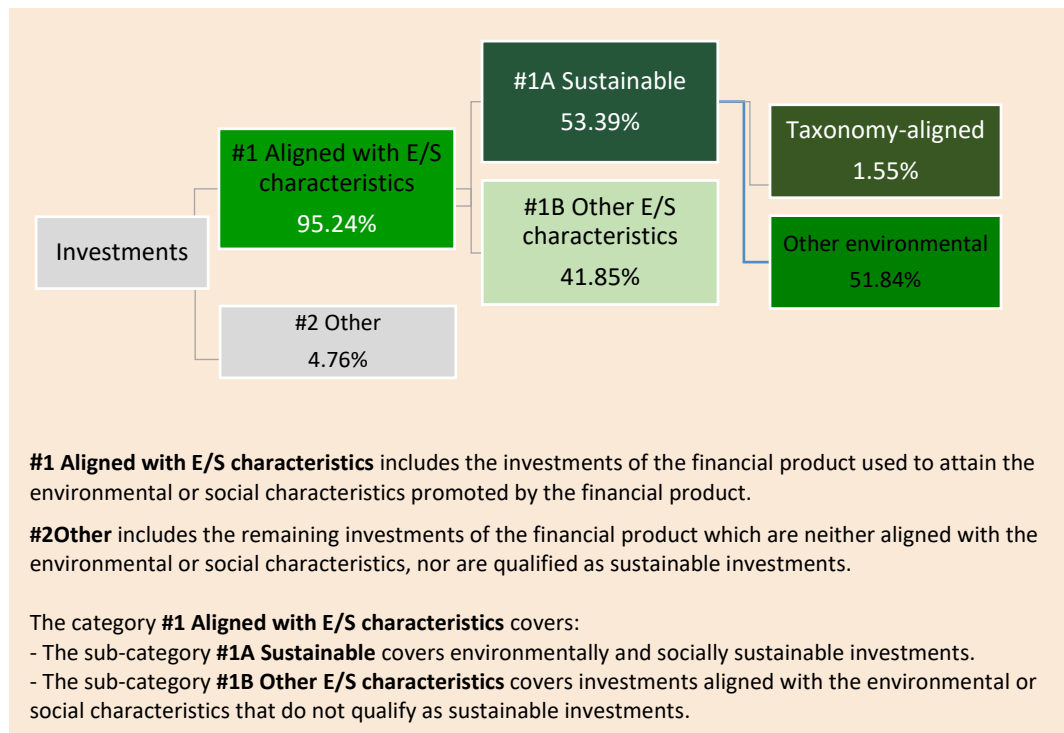 #1A Sustainable
53.39%
Taxonomy-aligned
1.55%
#1 Aligned with E/S
characteristics
95.24%
#1B Other E/S
characteristics
41.85%
Investments
Other environmental
51.84%
#2 Other
4.76%
#1 Aligned with E/S characteristics includes the investments of the financial product used to attain the
environmental or social characteristics promoted by the financial product.
#2Other includes the remaining investments of the financial product which are neither aligned with the
environmental or social characteristics, nor are qualified as sustainable investments.
The category #1 Aligned with E/S characteristics covers:
- The sub-category #1A Sustainable covers environmentally and socially sustainable investments.
- The sub-category #1B Other E/S characteristics covers investments aligned with the environmental or
social characteristics that do not qualify as sustainable investments.